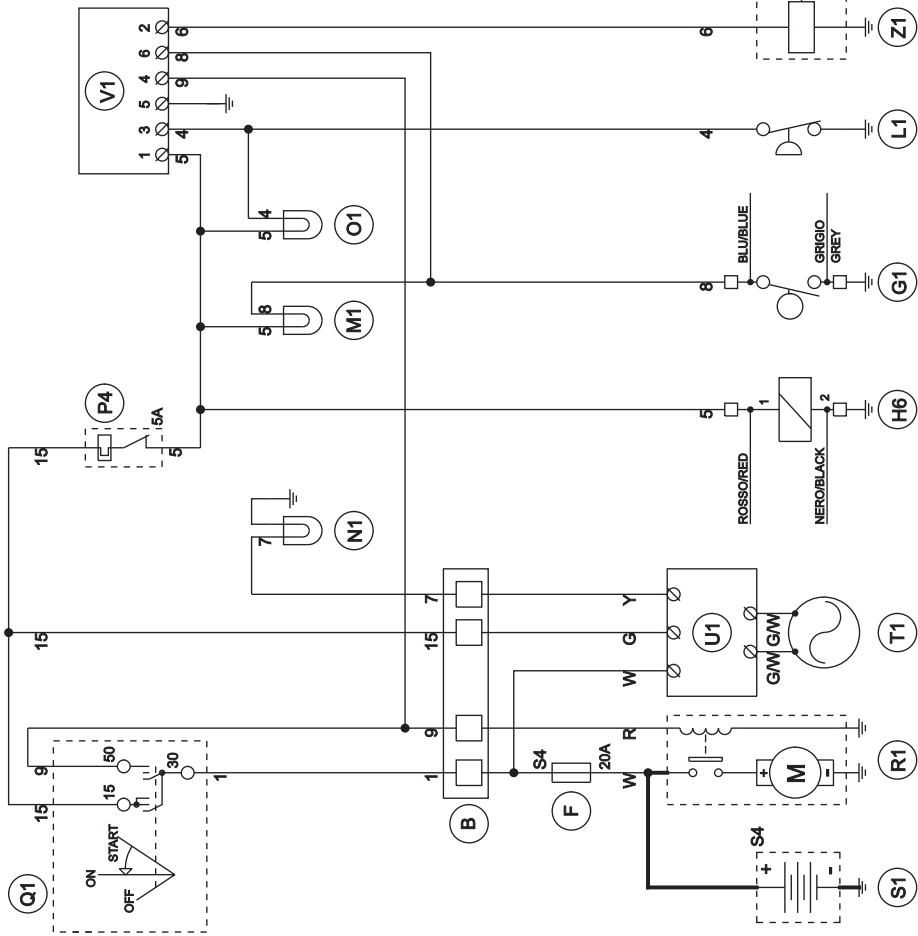 V1
2
6
4
5
3
1
6
8
9
4
5
6
Z1
4
L1
5 4
O1
5 8
M1
8
BLU/BLUE
GRIGIO
GREY
G1
15
P4
5A
5
5
ROSSO/RED
NERO/BLACK
1
2
H6
7
N1
15
7
15
9
1
B
Y
G
W
R
W
U1
G/W
G/W
T1
S4
20A
F
+
M
-
R1
S4
+
-
S1
Q1
15
9
15
50
30
1
ON
START
OFF